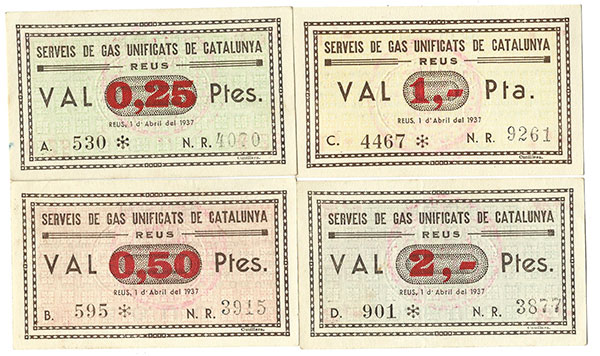 SERVEIS DE GAS UNIFICATS DE CATALUNYA
REUS
VAL 0,25 Ptes.
REUS, 1 d'Abril del 1937
A. 530 * N. R. 4070
SERVEIS DE GAS UNIFICATS DE CATALUNYA
REUS
VAL 1,- Pta.
REUS, 1 d'Abril del 1937
C. 4467 * N. R. 9261
SERVEIS DE GAS UNIFICATS DE CATALUNYA
REUS
VAL 0,50 Ptes.
REUS, 1 d'Abril del 1937
B. 595 * N. R. 3915
SERVEIS DE GAS UNIFICATS DE CATALUNYA
REUS
VAL 2,- Ptes.
REUS, 1 d'Abril del 1937
D. 901 * N. R. 3877